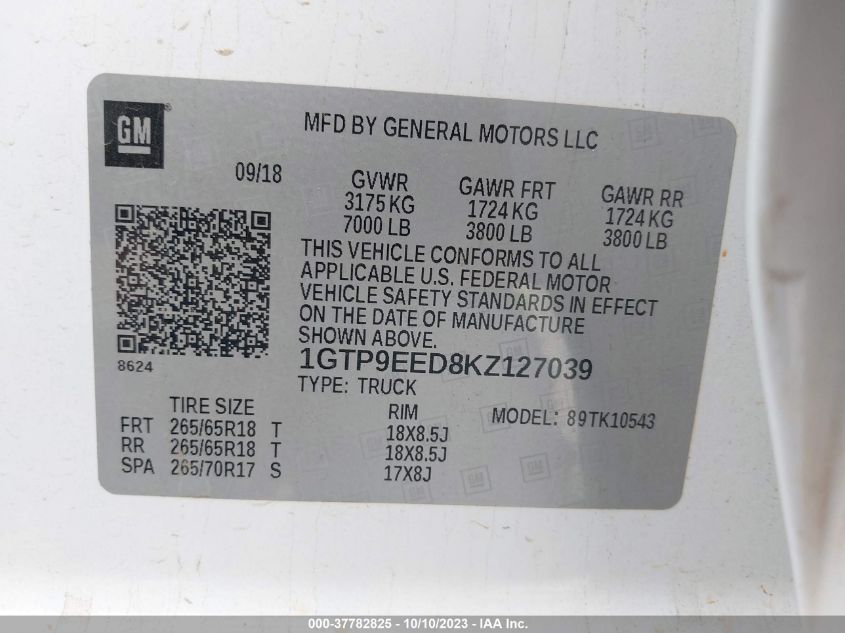 GM
MFD BY GENERAL MOTORS LLC
09/18
GVWR GAWR FRT GAWR RR
3175 KG 1724 KG 1724 KG
7000 LB 3800 LB 3800 LB
THIS VEHICLE CONFORMS TO ALL
APPLICABLE U.S. FEDERAL MOTOR
VEHICLE SAFETY STANDARDS IN EFFECT
ON THE DATE OF MANUFACTURE
SHOWN ABOVE.
8624
1GTP9EED8KZ127039
TYPE: TRUCK
TIRE SIZE RIM MODEL: 89TK10543
FRT 265/65R18 T 18X8.5J
RR 265/65R18 T 18X8.5J
SPA 265/70R17 S 17X8J
000-37782825 - 10/10/2023 - IAA Inc.